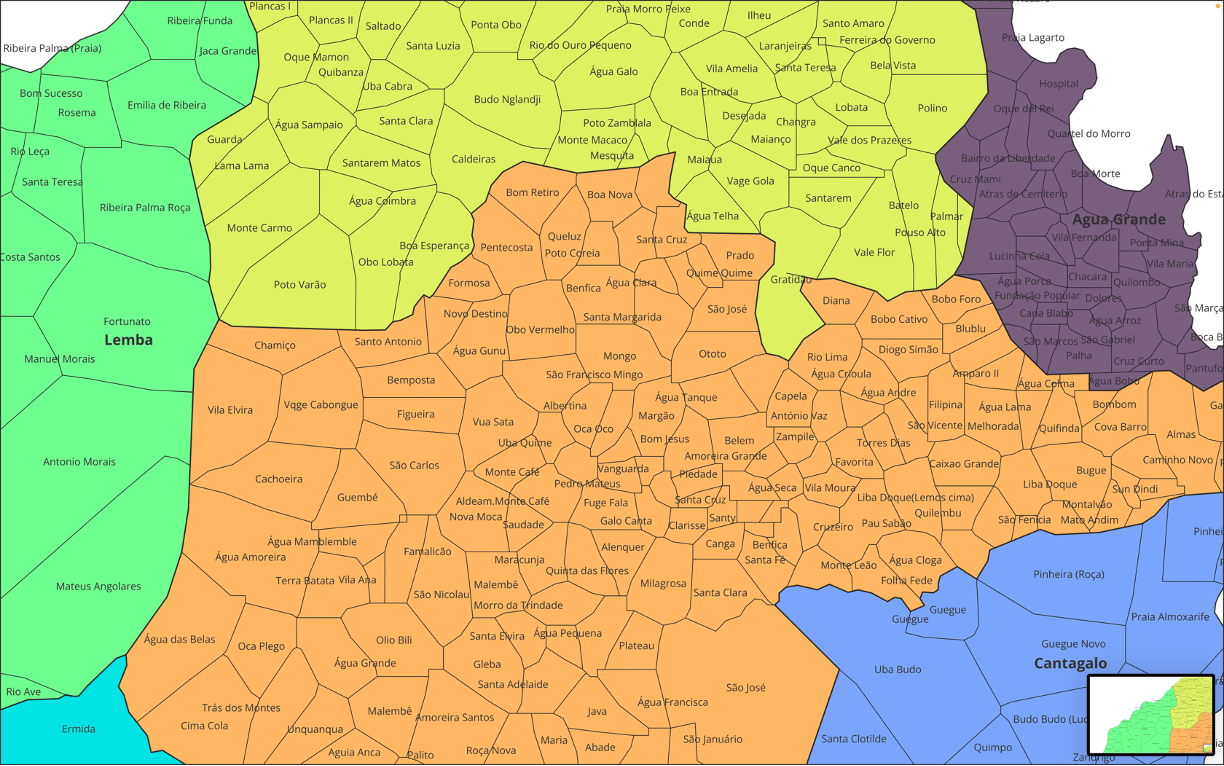 Plancas I
Praia Morro Peixe
Ilheu
Ribeira Funda
Plancas II
Saltado
Ponta Obo
Conde
Santo Amaro
Praia Lagarto
Ribeira Palma (Praia)
Jaca Grande
Oque Mamon
Santa Luzia
Rio do Ouro Pequeno
Laranjeiras
Ferreira do Governo
Quibanza
Água Galo
Vila Amelia
Santa Teresa
Bela Vista
Hospital
Bom Sucesso
Uba Cabra
Boa Entrada
Rosema
Emilia de Ribeira
Budo Nglandji
Desejada
Lobata
Polino
Oque del Rei
Água Sampaio
Santa Clara
Poto Zamblala
Changra
Quartel do Morro
Guarda
Monte Macaco
Maianço
Vale dos Prazeres
Rio Leça
Lama Lama
Santarem Matos
Caldeiras
Mesquita
Maiaua
Oque Canco
Bairro da Liberdade
Santa Teresa
Vage Gola
Cruz Mami
Boa Morte
Ribeira Palma Roça
Água Coimbra
Bom Retiro
Boa Nova
Santarem
Batelo
Atras de Cemiterio
Monte Carmo
Água Telha
Palmar
Agua Grande
Boa Esperança
Pentecosta
Queluz
Santa Cruz
Pouso Alto
Vila Fernanda
Ponta Mina
Costa Santos
Obo Lobata
Poto Coreia
Prado
Vale Flor
Lucinha Cola
Vila Maria
Poto Varão
Formosa
Benfica
Água Clara
Quime Quime
Gratidão
Água Porca
Chacara
Quilombo
Fortunato
Novo Destino
Santa Margarida
São José
Diana
Bobo Foro
Fundação Popular
Dolores
Lemba
Obo Vermelho
Bobo Cativo
Blublu
Cana Blabo
Água Arroz
Chamiço
Santo Antonio
Água Gunu
Mongo
Ototo
Rio Lima
Diogo Simão
São Marcos
São Gabriel
Manuel Morais
Bemposta
São Francisco Mingo
Água Crioula
Amparo II
Palha
Cruz Curto
Vila Elvira
Vqge Cabongue
Figueira
Albertina
Água Tanque
Capela
Água Andre
Água Coima
Água Bobo
Vua Sata
Margão
António Vaz
Filipina
Água Lama
Bombom
Oca Oco
Bom Jesus
Belem
Zampile
Torres Dias
São Vicente
Melhorada
Quifinda
Cova Barro
Almas
Uba Quime
Amoreira Grande
Antonio Morais
Cachoeira
São Carlos
Monte Café
Vanguarda
Piedade
Favorita
Caixao Grande
Bugue
Caminho Novo
Guembé
Pedro Mateus
Água Seca
Vila Moura
Liba Doque
Sun Dindi
Aldeam.Monte Café
Fuge Fala
Santa Cruz
Liba Doque(Lemos cima)
Montalvão
Nova Moca
Saudade
Galo Canta
Clarisse
Santy
Cruzeiro
Pau Sabão
Quilembu
São Fenicia
Mato Andim
Água Mamblemble
Famalicão
Alenquer
Canga
Benfica
Água Amoreira
Maracunja
Santa Fé
Monte Leão
Água Cloga
Mateus Angolares
Terra Batata
Vila Ana
Malembê
Quinta das Flores
Milagrosa
Folha Fede
Pinheira (Roça)
São Nicolau
Morro da Trindade
Santa Clara
Guegue
Guegue
Praia Almoxarife
Água das Belas
Oca Plego
Olio Bili
Santa Elvira
Água Pequena
Plateau
Guegue Novo
Água Grande
Gleba
Uba Budo
Cantagalo
Rio Ave
Santa Adelaide
São José
Trás dos Montes
Malembé
Java
Água Francisca
Ermida
Cima Cola
Unquanqua
Amoreira Santos
Santa Clotilde
Aguia Anca
Palito
Roça Nova
Maria
Abade
São Januário
Quimpo